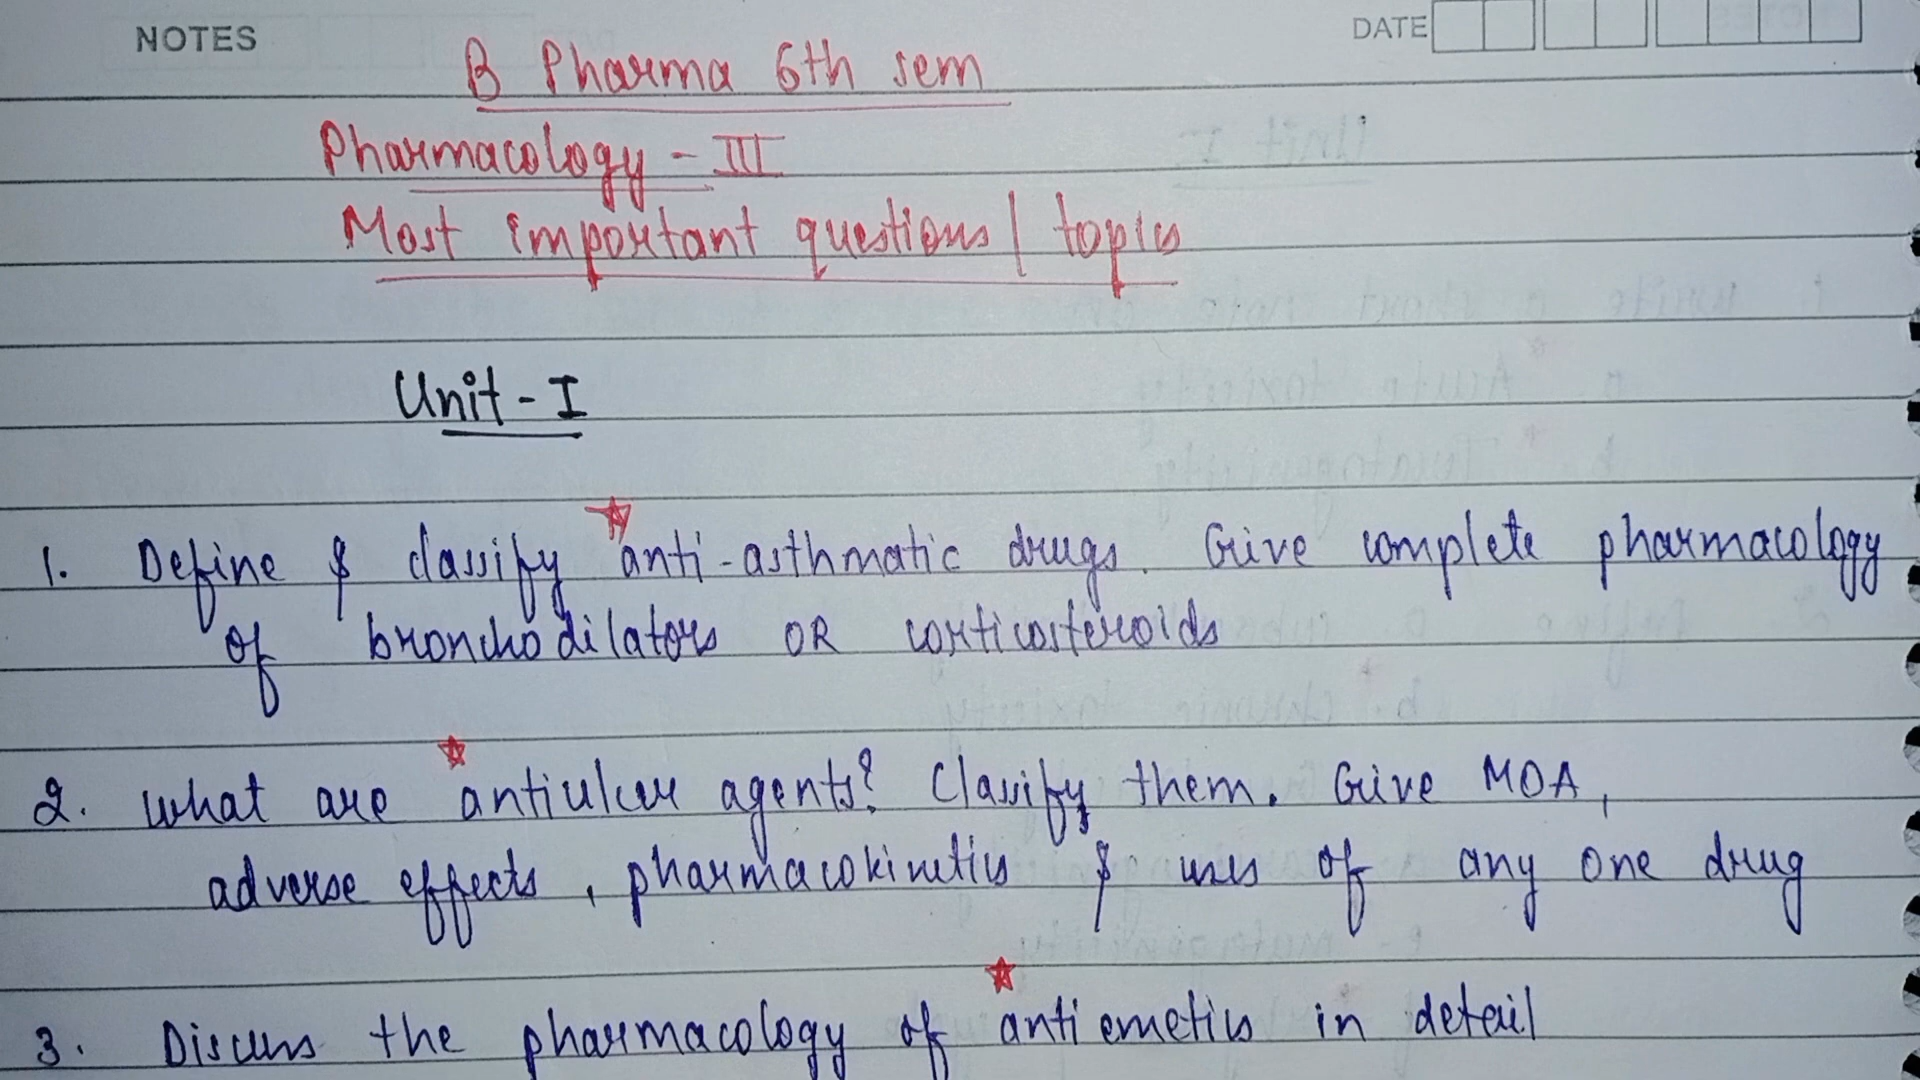 NOTES
DATE
B Pharma 6th sem
Pharmacology - III
Most important questions / topics
Unit - I
1. Define & classify anti-asthmatic drugs. Give complete pharmacology
of bronchodilators OR corticosteroids
2. What are antiulcer agents? Classify them. Give MOA,
adverse effects, pharmacokinetics & uses of any one drug
3. Discuss the pharmacology of antiemetics in detail